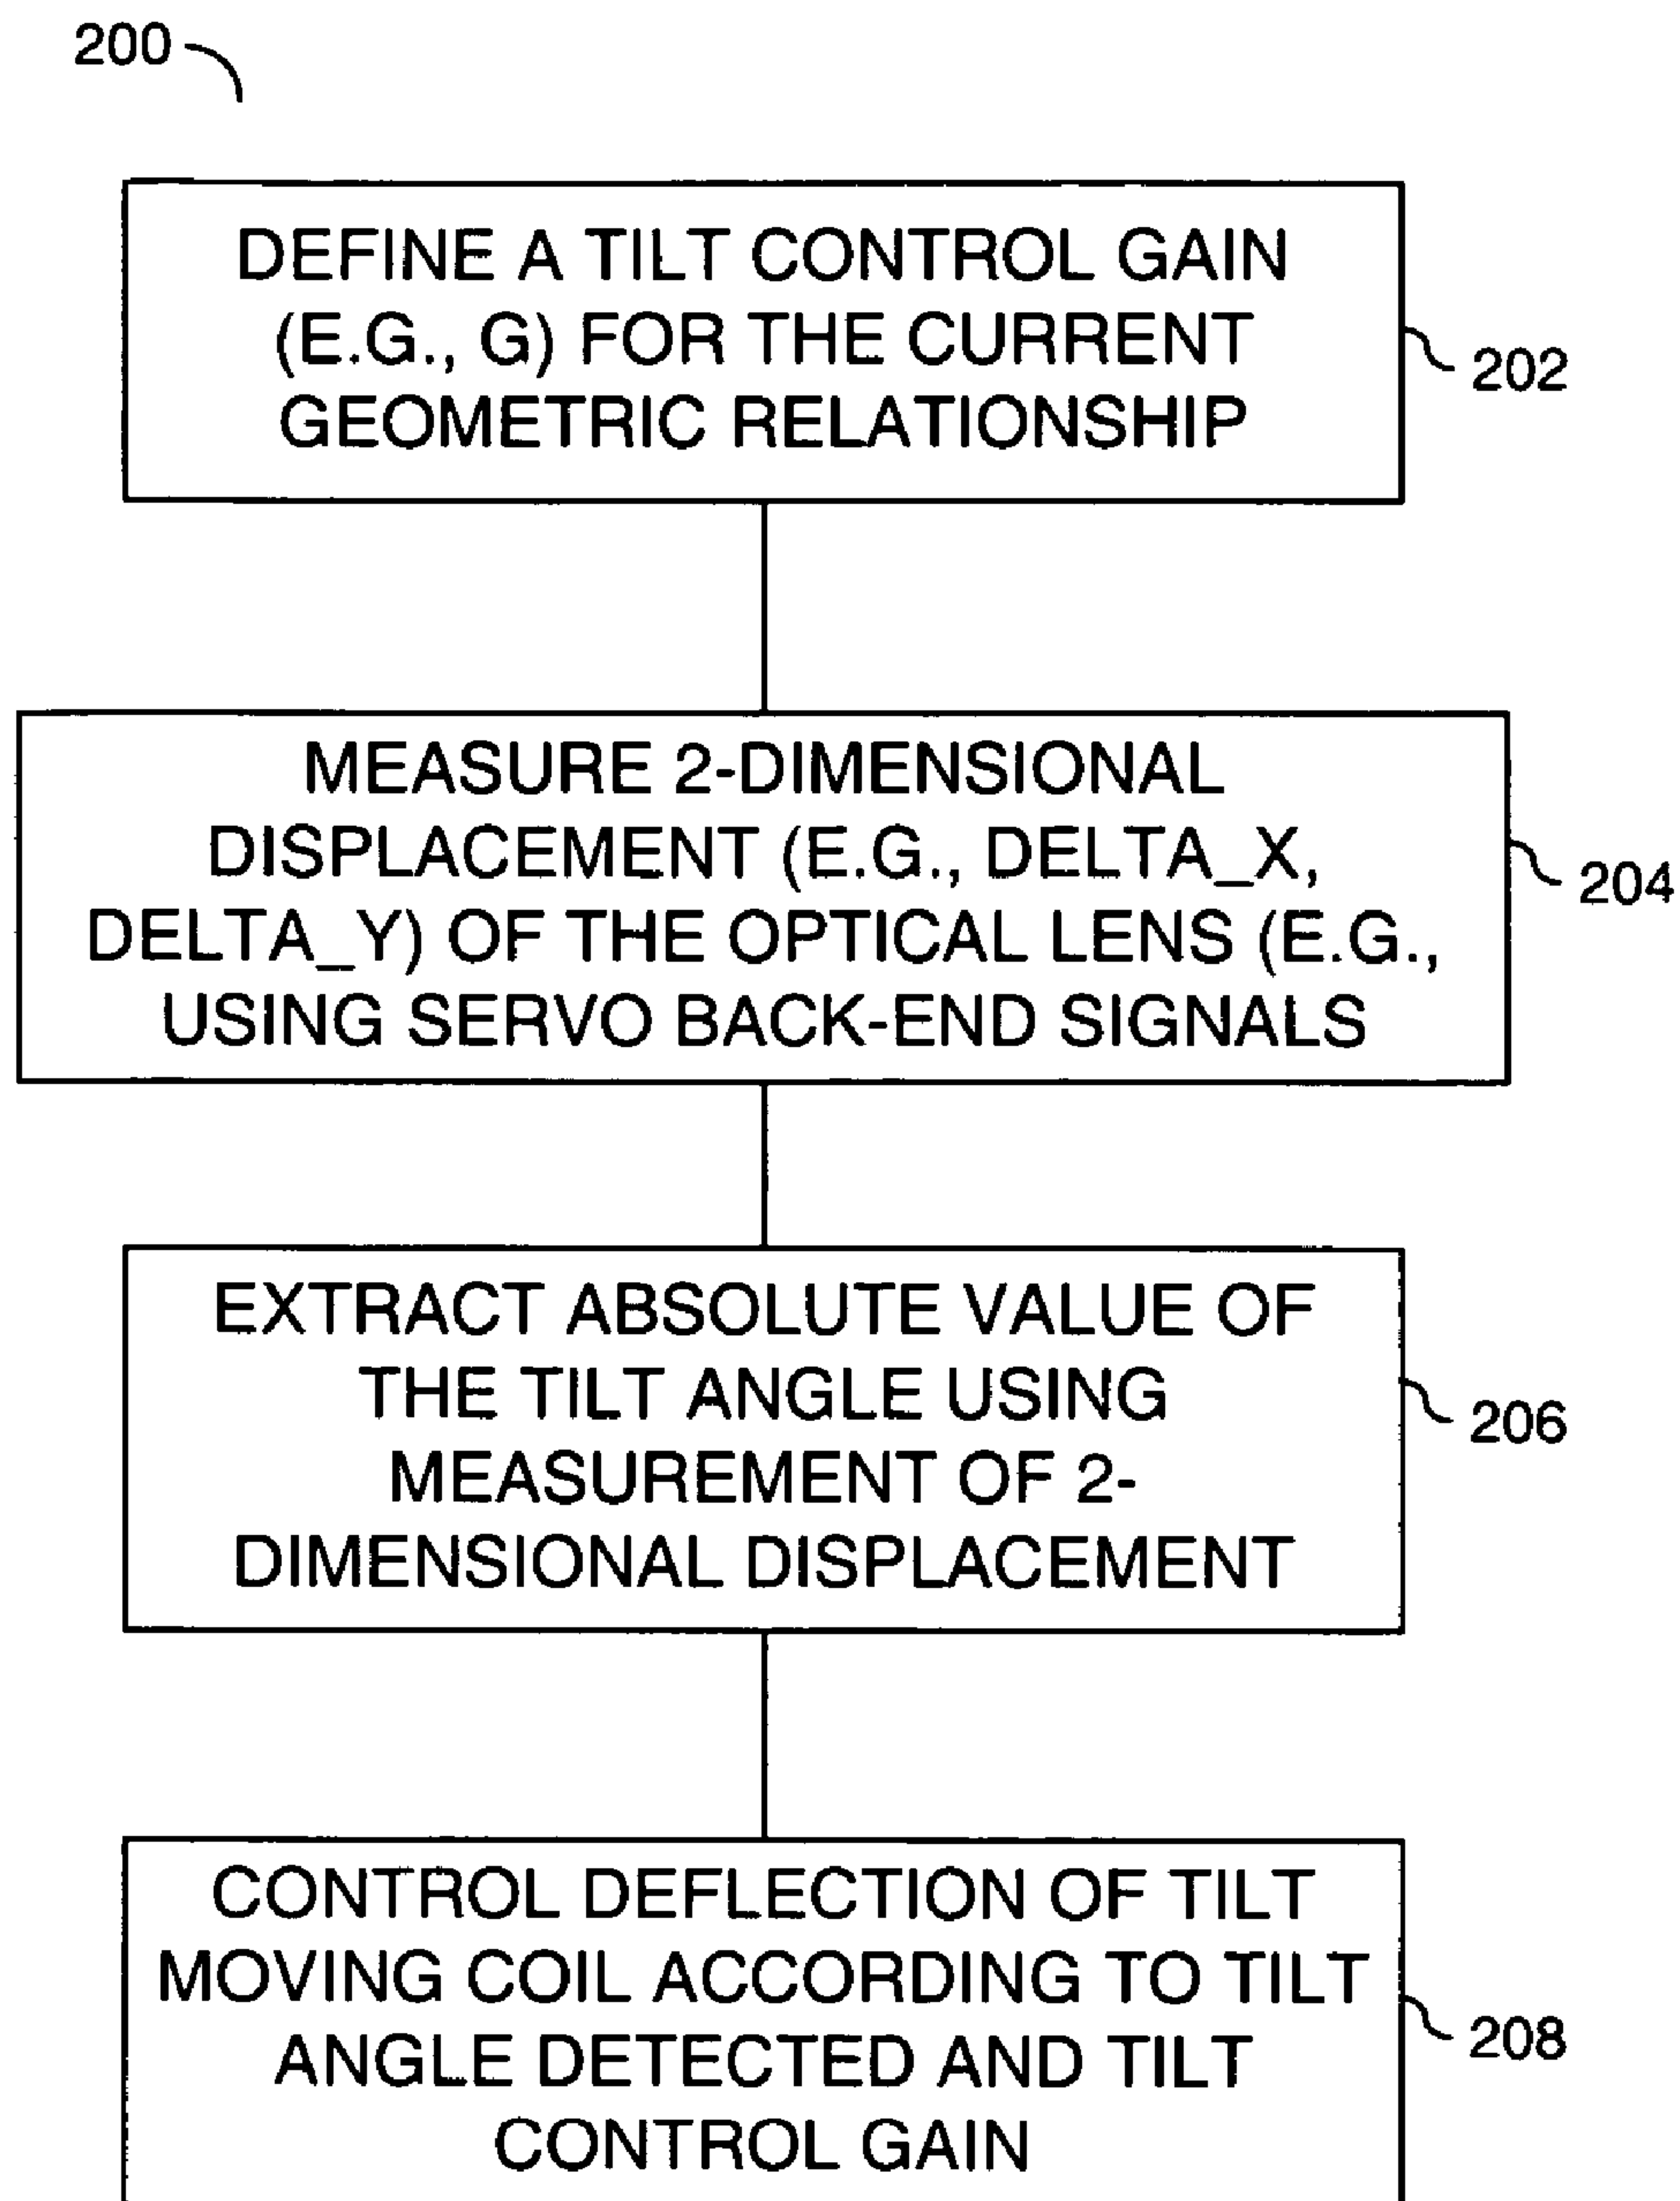 200
DEFINE A TILT CONTROL GAIN
(E.G., G) FOR THE CURRENT
GEOMETRIC RELATIONSHIP
202
MEASURE 2-DIMENSIONAL
DISPLACEMENT (E.G., DELTA_X,
DELTA_Y) OF THE OPTICAL LENS (E.G.,
USING SERVO BACK-END SIGNALS
204
EXTRACT ABSOLUTE VALUE OF
THE TILT ANGLE USING
MEASUREMENT OF 2-
DIMENSIONAL DISPLACEMENT
206
CONTROL DEFLECTION OF TILT
MOVING COIL ACCORDING TO TILT
ANGLE DETECTED AND TILT
CONTROL GAIN
208